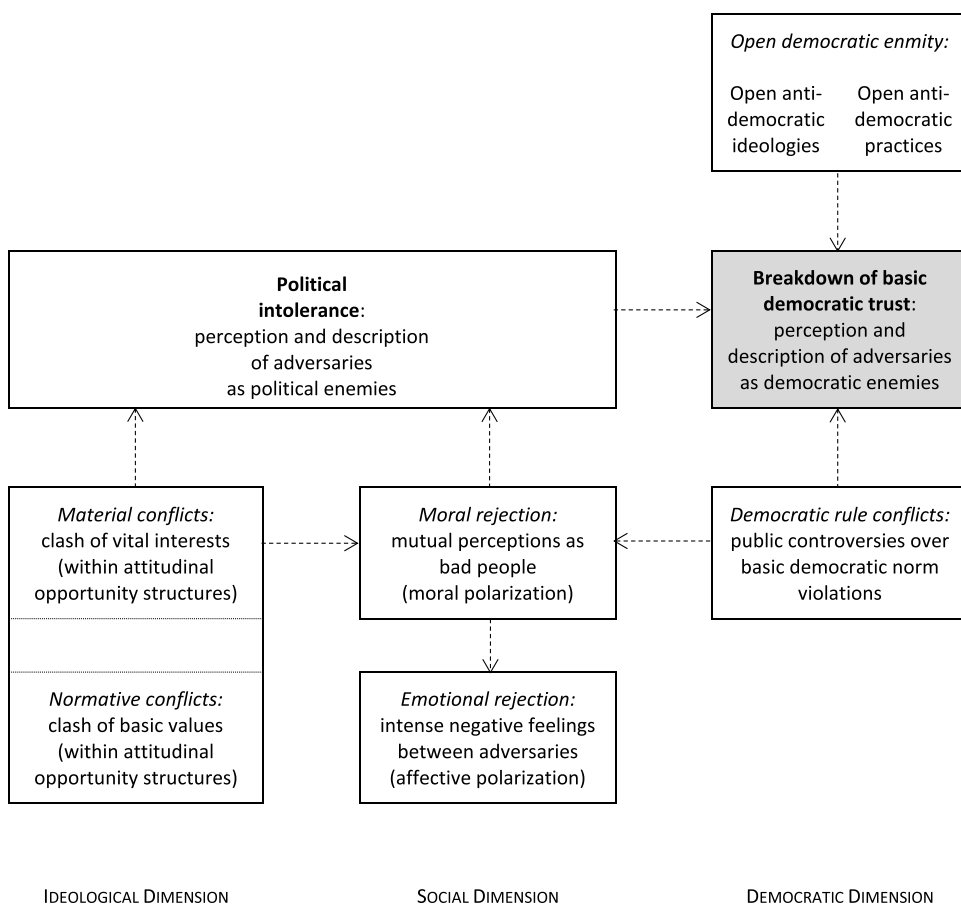 Open democratic enmity:
Open anti-
democratic
ideologies
Open anti-
democratic
practices
Political
intolerance:
perception and description
of adversaries
as political enemies
Breakdown of basic
democratic trust:
perception and
description of adversaries
as democratic enemies
Material conflicts:
clash of vital interests
(within attitudinal
opportunity structures)
Moral rejection:
mutual perceptions as
bad people
(moral polarization)
Democratic rule conflicts:
public controversies over
basic democratic norm
violations
Normative conflicts:
clash of basic values
(within attitudinal
opportunity structures)
Emotional rejection:
intense negative feelings
between adversaries
(affective polarization)
IDEOLOGICAL DIMENSION
SOCIAL DIMENSION
DEMOCRATIC DIMENSION